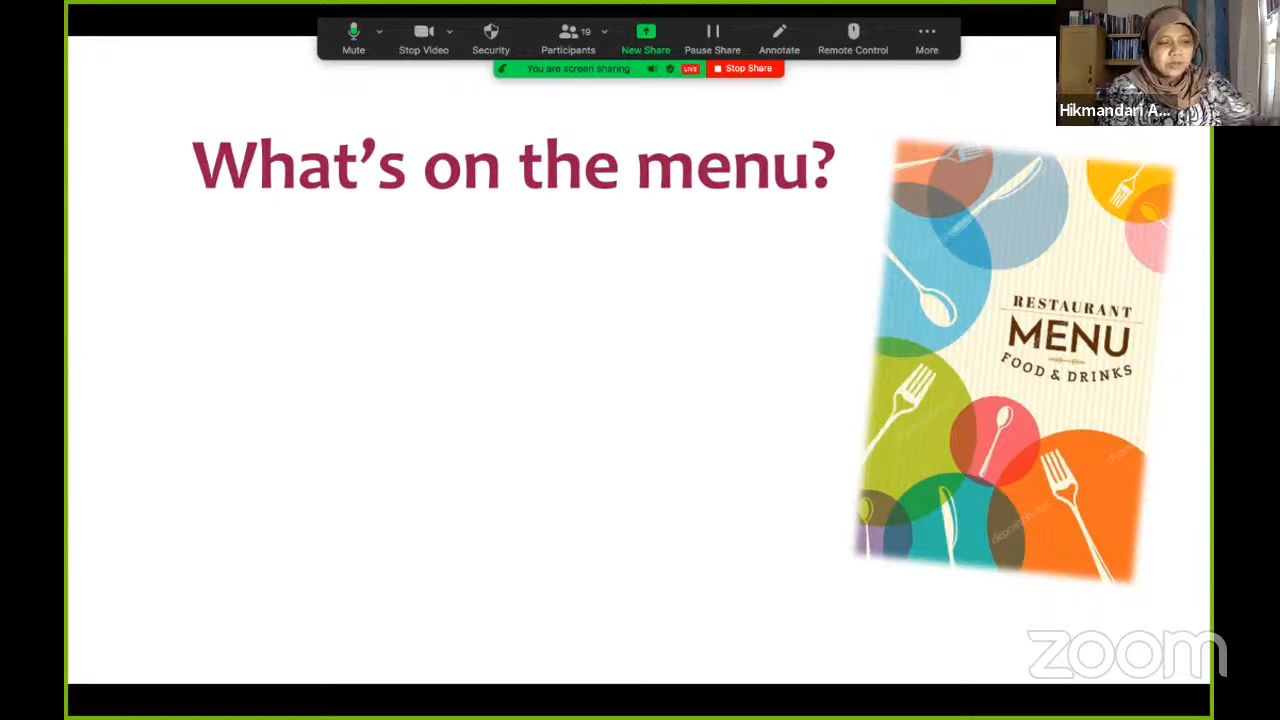 Mute
Stop Video
Security
19
Participants
New Share
Pause Share
Annotate
Remote Control
More
You are screen sharing
LIVE
Stop Share
Hikmandari A...
What's on the menu?
RESTAURANT
MENU
FOOD & DRINKS
zoom